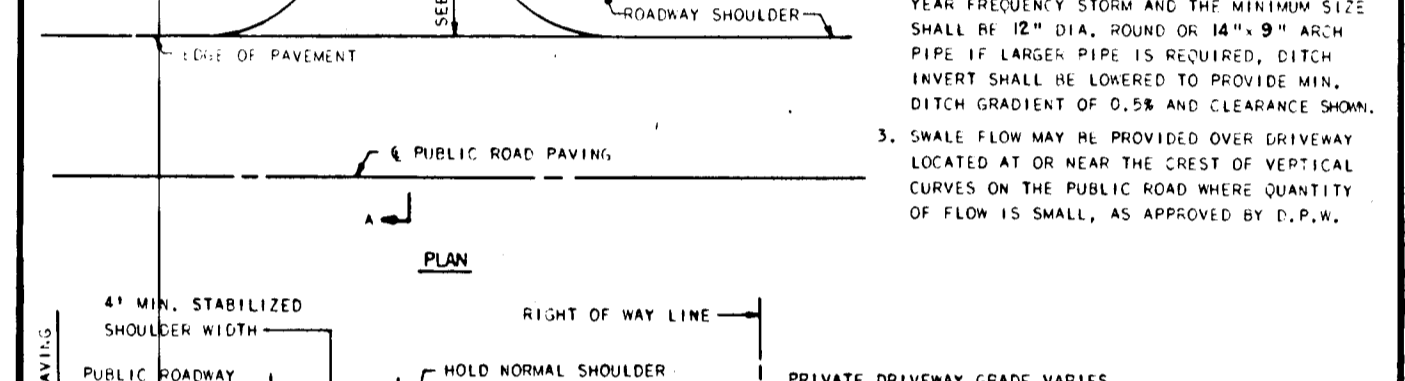 SEE
ROADWAY SHOULDER
EDGE OF PAVEMENT
YEAR FREQUENCY STORM AND THE MINIMUM SIZE
SHALL BE 12" DIA. ROUND OR 14"x 9" ARCH
PIPE IF LARGER PIPE IS REQUIRED, DITCH
INVERT SHALL BE LOWERED TO PROVIDE MIN.
DITCH GRADIENT OF 0.5% AND CLEARANCE SHOWN.
3. SWALE FLOW MAY BE PROVIDED OVER DRIVEWAY
LOCATED AT OR NEAR THE CREST OF VERTICAL
CURVES ON THE PUBLIC ROAD WHERE QUANTITY
OF FLOW IS SMALL, AS APPROVED BY D.P.W.
℄ PUBLIC ROAD PAVING
A
PLAN
4' MIN. STABILIZED
SHOULDER WIDTH
RIGHT OF WAY LINE
AVING
PUBLIC ROADWAY
HOLD NORMAL SHOULDER
PRIVATE DRIVEWAY GRADE VARIES